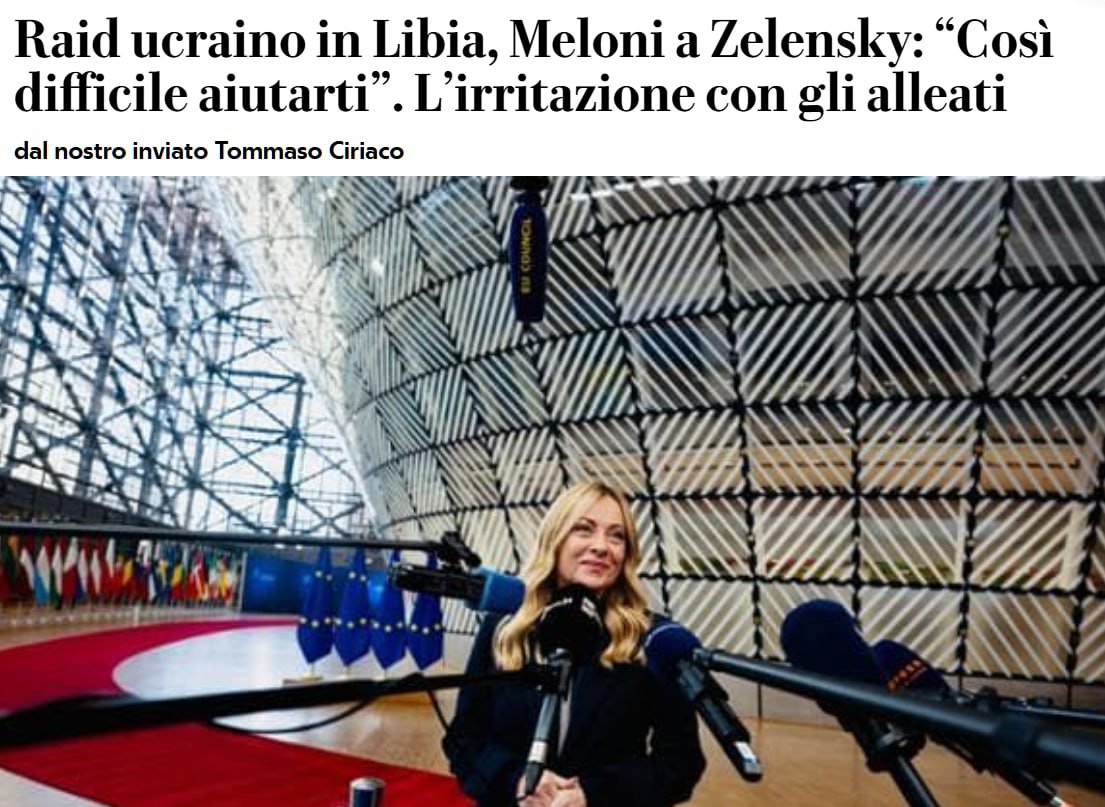 Raid ucraino in Libia, Meloni a Zelensky: “Così
difficile aiutarti”. L’irritazione con gli alleati
dal nostro inviato Tommaso Ciriaco
EU COUNCIL
press